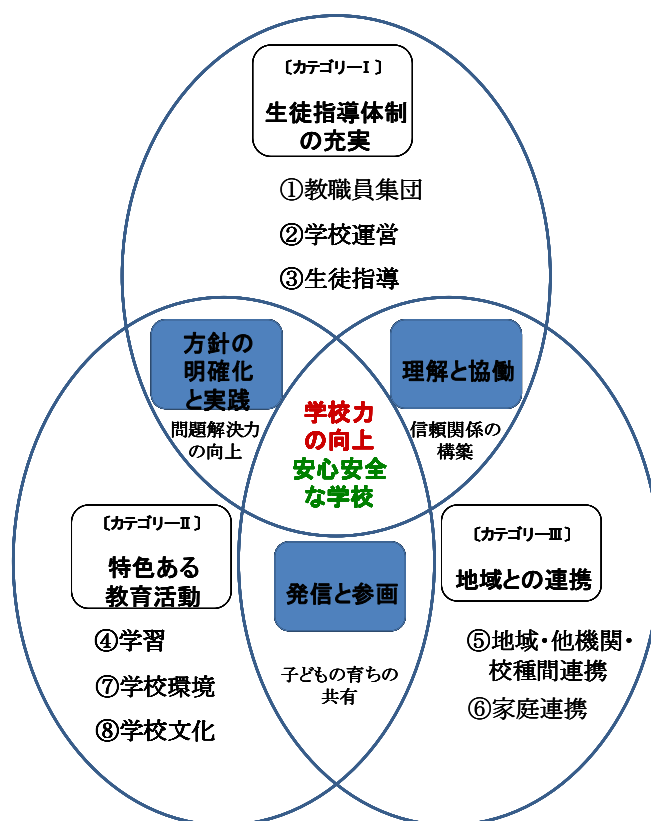 〔カテゴリーⅠ〕
生徒指導体制
の充実
①教職員集団
②学校運営
③生徒指導
方針の
明確化
と実践
問題解決力
の向上
理解と協働
信頼関係の
構築
学校力
の向上
安心安全
な学校
〔カテゴリーⅡ〕
特色ある
教育活動
④学習
⑦学校環境
⑧学校文化
発信と参画
子どもの育ちの
共有
〔カテゴリーⅢ〕
地域との連携
⑤地域・他機関・
校種間連携
⑥家庭連携